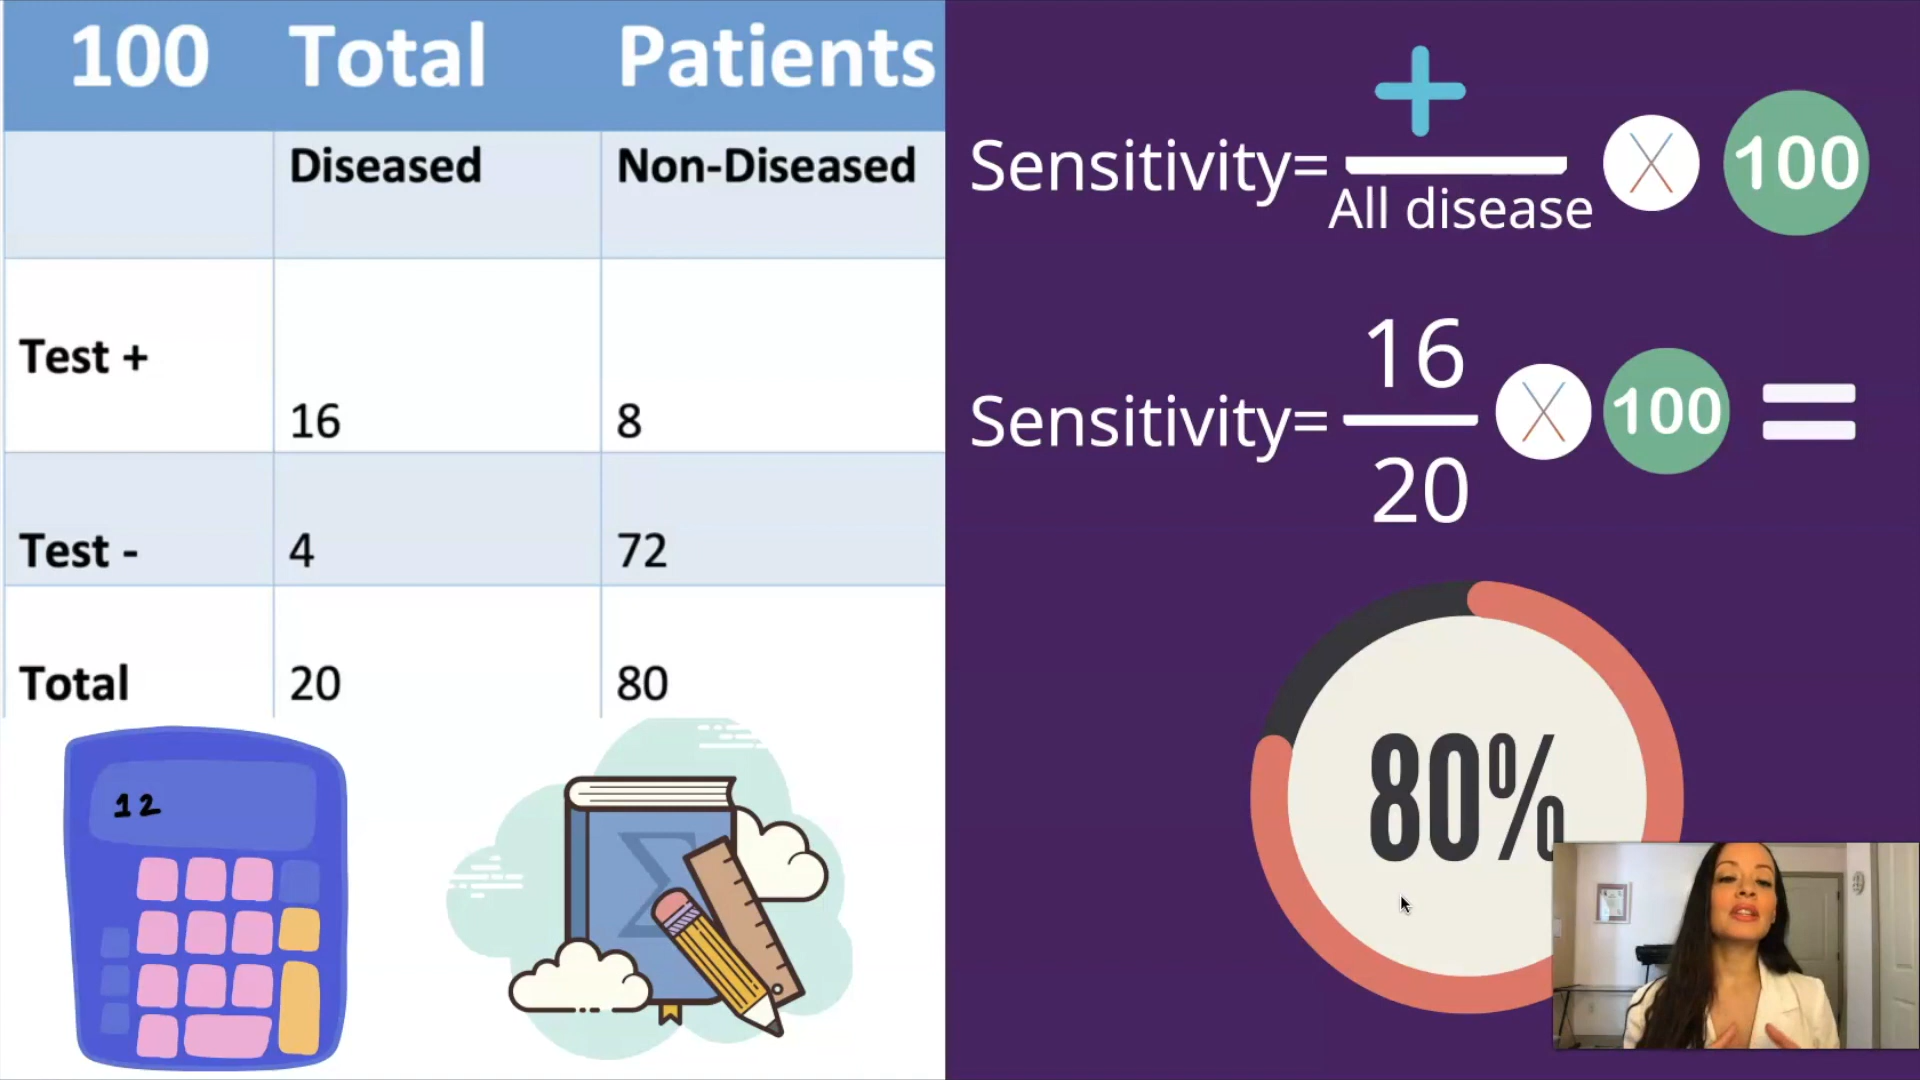 100 Total Patients
Diseased Non-Diseased
Test +
16 8
Test - 4 72
Total 20 80
12
+
Sensitivity= X 100
All disease
16
Sensitivity= X 100 =
20
80%